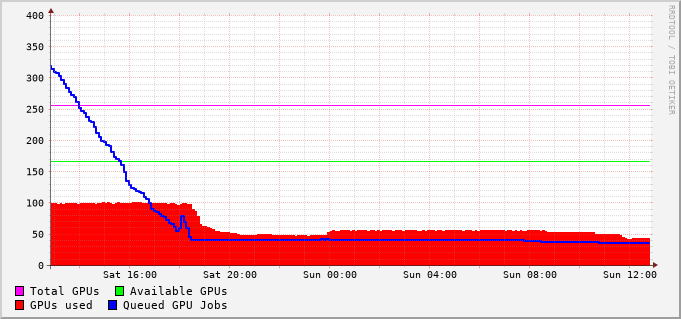 400
350
300
250
200
150
100
50
0
Sat 16:00 Sat 20:00 Sun 00:00 Sun 04:00 Sun 08:00 Sun 12:00
Total GPUs Available GPUs
GPUs used Queued GPU Jobs
RRDTOOL / TOBI OETIKER